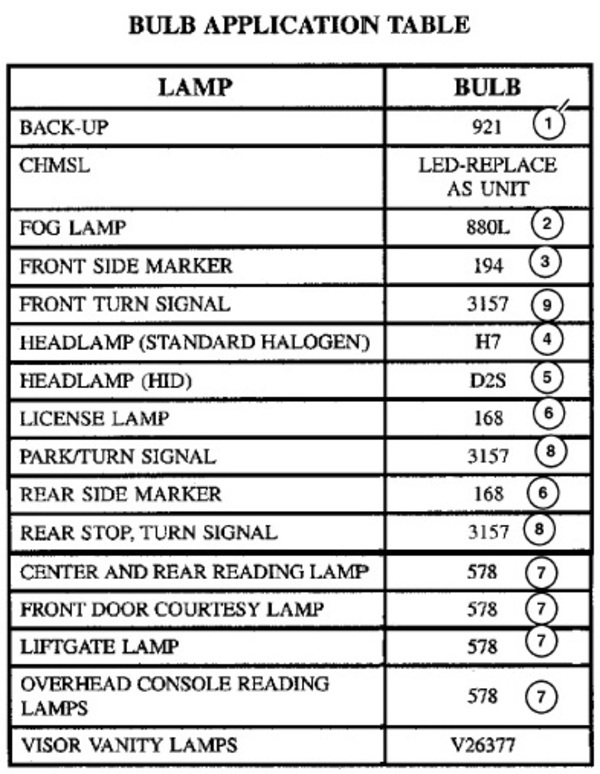 BULB APPLICATION TABLE
LAMP BULB
BACK-UP 921 1
CHMSL LED-REPLACE
AS UNIT
FOG LAMP 880L 2
FRONT SIDE MARKER 194 3
FRONT TURN SIGNAL 3157 9
HEADLAMP (STANDARD HALOGEN) H7 4
HEADLAMP (HID) D2S 5
LICENSE LAMP 168 6
PARK/TURN SIGNAL 3157 8
REAR SIDE MARKER 168 6
REAR STOP, TURN SIGNAL 3157 8
CENTER AND REAR READING LAMP 578 7
FRONT DOOR COURTESY LAMP 578 7
LIFTGATE LAMP 578 7
OVERHEAD CONSOLE READING
LAMPS 578 7
VISOR VANITY LAMPS V26377